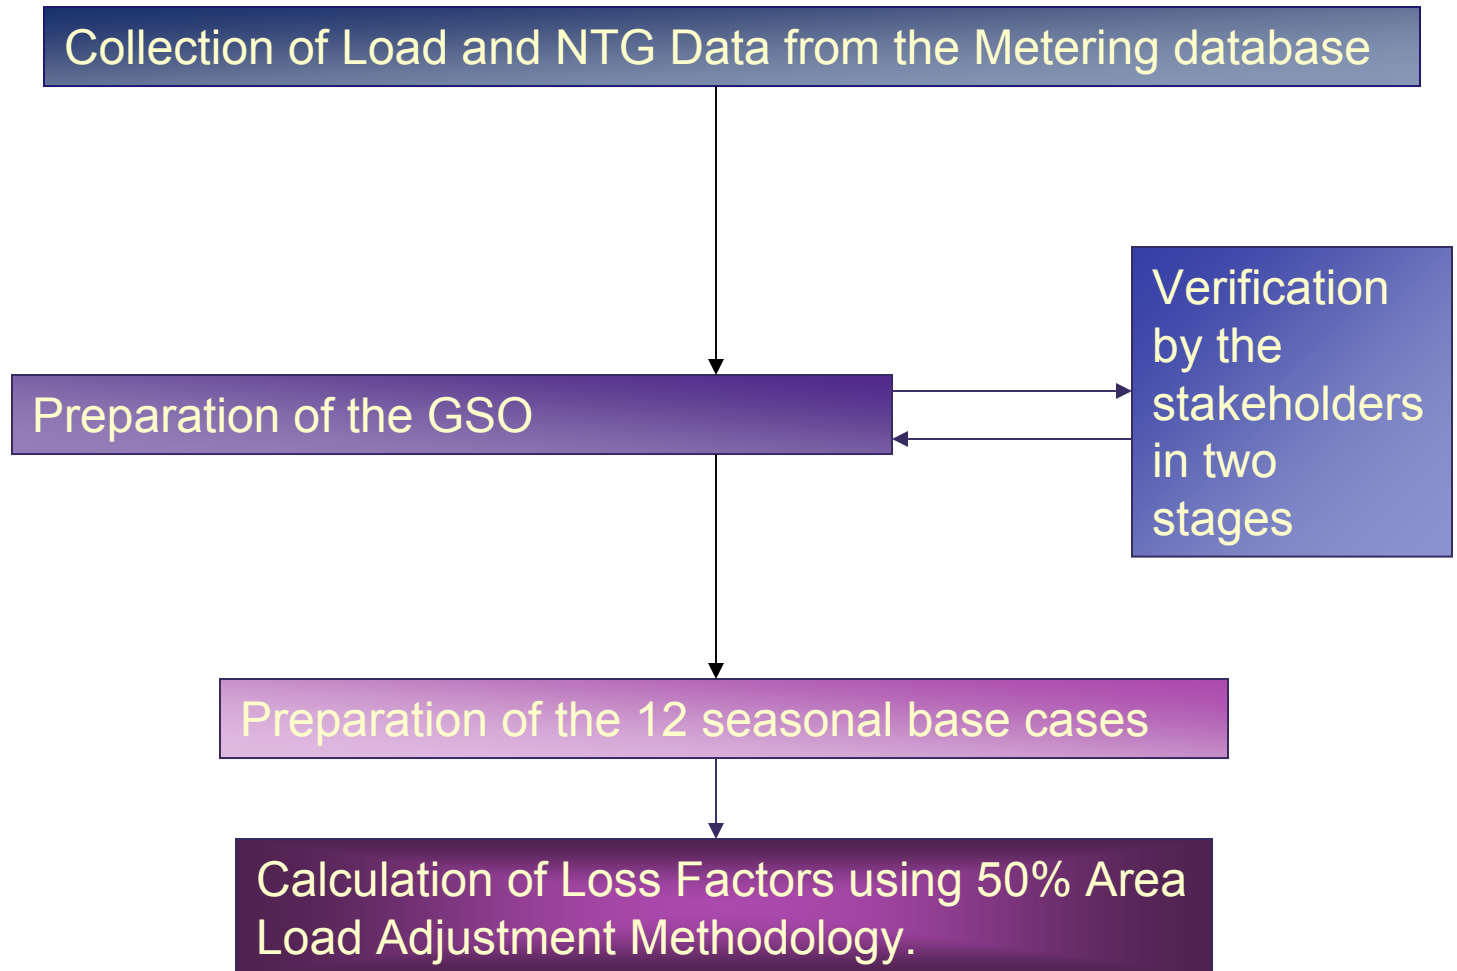 Collection of Load and NTG Data from the Metering database
Verification
by the
stakeholders
in two
stages
Preparation of the GSO
Preparation of the 12 seasonal base cases
Calculation of Loss Factors using 50% Area
Load Adjustment Methodology.